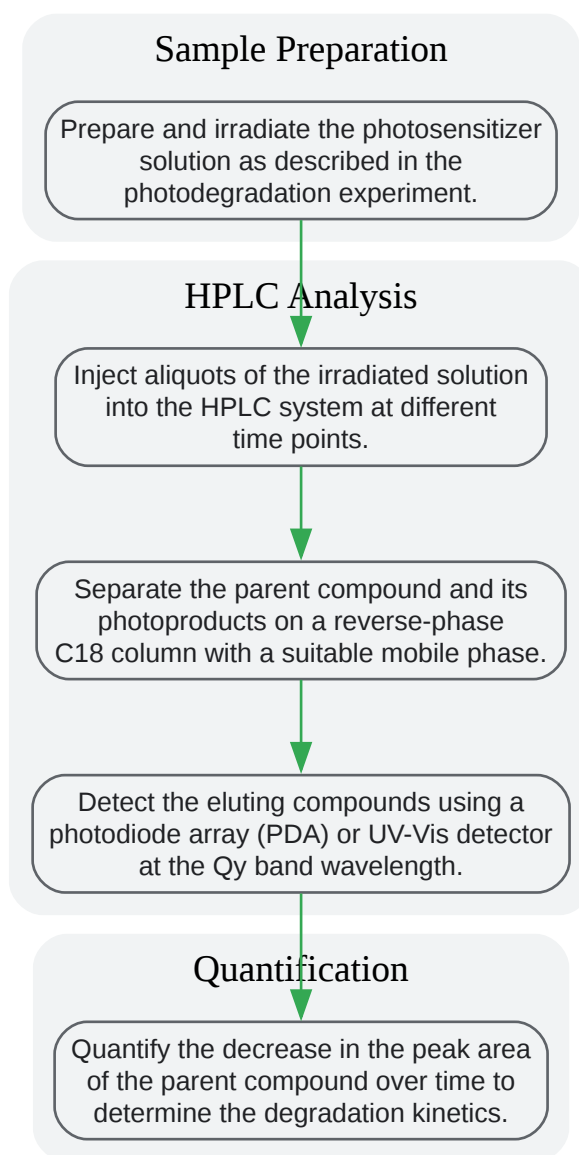 Sample Preparation
Prepare and irradiate the photosensitizer
solution as described in the
photodegradation experiment.
HPLC Analysis
Inject aliquots of the irradiated solution
into the HPLC system at different
time points.
Separate the parent compound and its
photoproducts on a reverse-phase
C18 column with a suitable mobile phase.
Detect the eluting compounds using a
photodiode array (PDA) or UV-Vis detector
at the Qy band wavelength.
Quantification
Quantify the decrease in the peak area
of the parent compound over time to
determine the degradation kinetics.